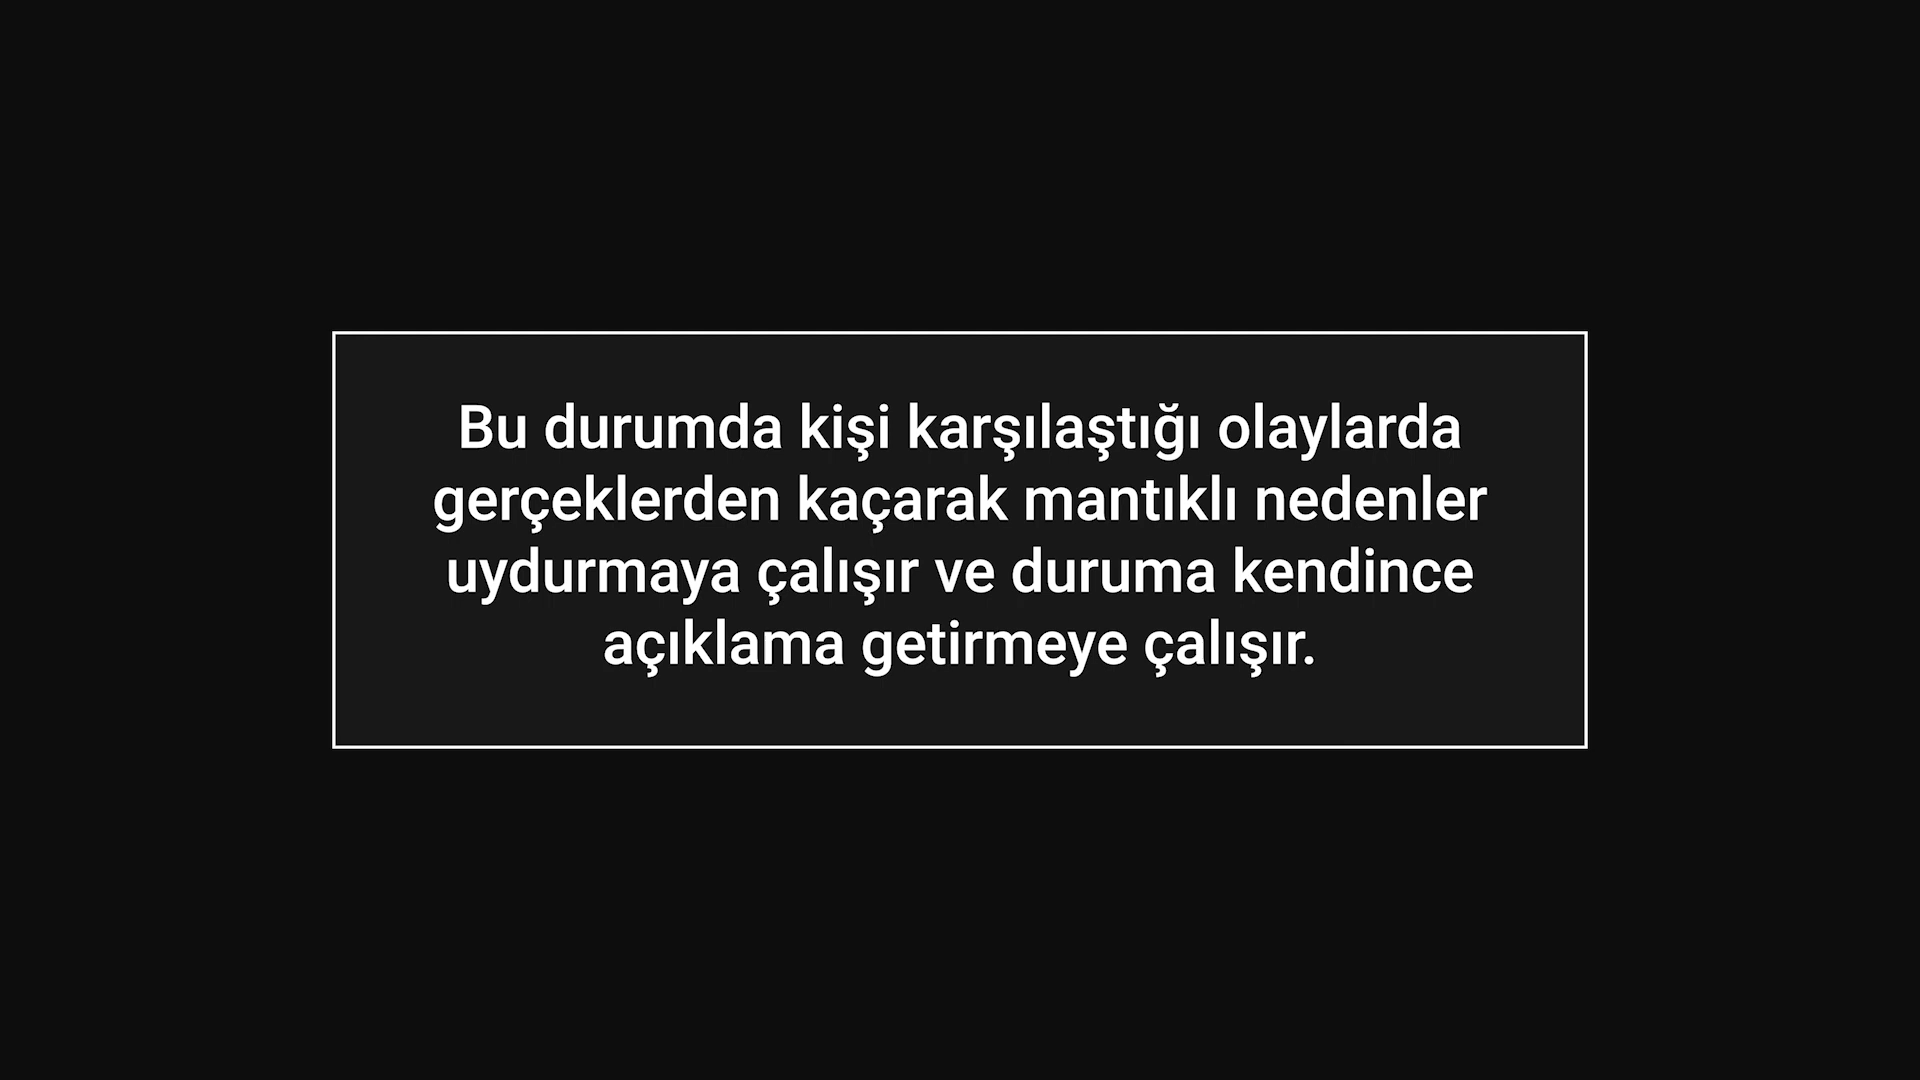 Bu durumda kişi karşılaştığı olaylarda
gerçeklerden kaçarak mantıklı nedenler
uydurmaya çalışır ve duruma kendince
açıklama getirmeye çalışır.